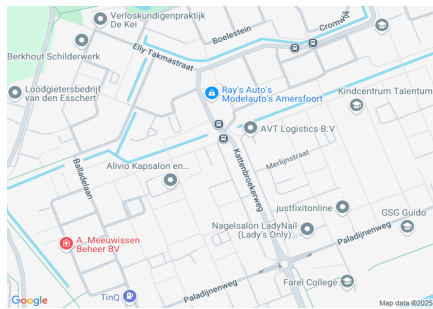 Verloskundigenpraktijk
De Kei
Boelestein
Cromwijk-
Elly Takmastraat
Berkhout Schilderwerk
Loodgietersbedrijf
van den Esschert
Ray's Auto's
Modelauto's Amersfoort
Kindcentrum Talentum
AVT Logistics B.V
Alivio Kapsalon en...
Merlijnstraat
Kattenbroekerweg
Balladelaan
justfixitonline
GSG Guido
Nagelsalon LadyNail
(Lady's Only)...
Paladijnenweg
A. Meeuwissen
Beheer BV
Farel College
Paladijnenweg
TinQ
Google
Map data ©2025